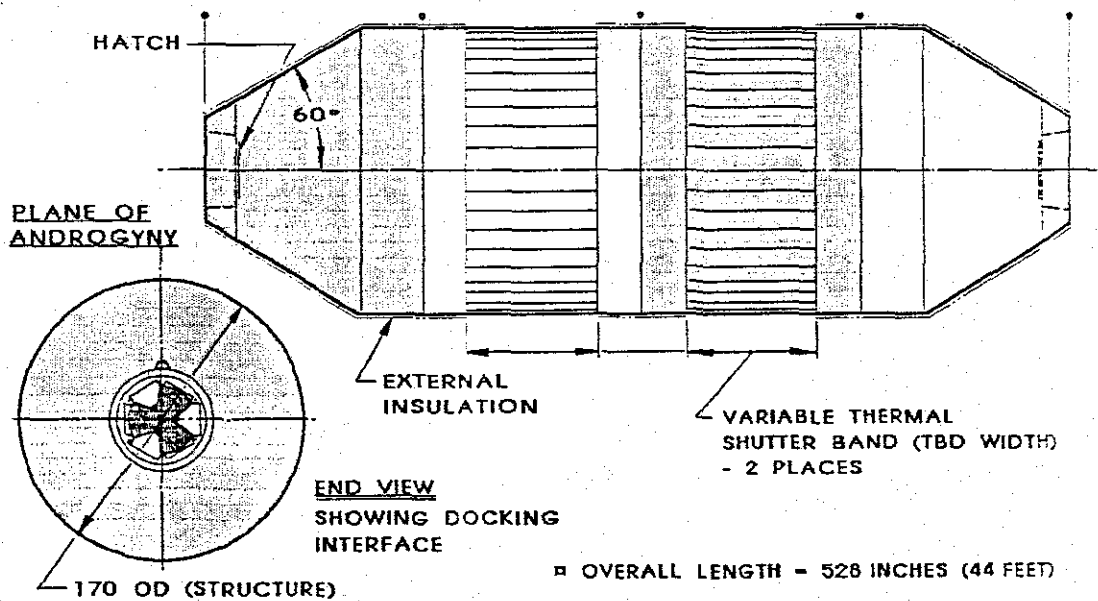 HATCH
60°
PLANE OF
ANDROGYNY
EXTERNAL
INSULATION
VARIABLE THERMAL
SHUTTER BAND (TBD WIDTH)
- 2 PLACES
END VIEW
SHOWING DOCKING
INTERFACE
170 OD (STRUCTURE)
¤ OVERALL LENGTH = 528 INCHES (44 FEET)